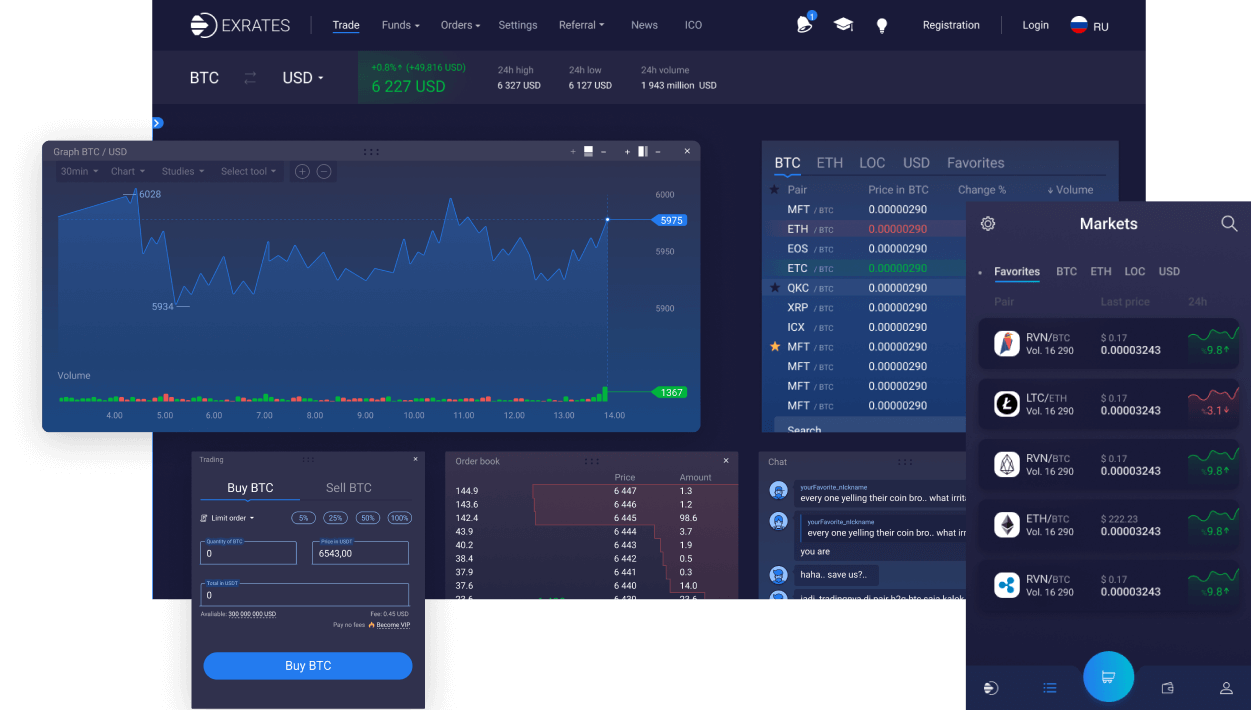 EXRATES
Trade Funds Orders Settings Referral News ICO
1
Registration Login RU
BTC USD
+0.8%↑ (+49,816 USD)
6 227 USD
24h high
6 327 USD
24h low
6 127 USD
24h volume
1 943 million USD
Graph BTC / USD
+ − + − ×
30min Chart Studies Select tool
6028
5934
6000
5975
5950
5900
Volume
1367
4.00 5.00 6.00 7.00 8.00 9.00 10.00 11.00 12.00 13.00 14.00
BTC ETH LOC USD Favorites
Pair Price in BTC Change % ↓ Volume
MFT / BTC 0.00000290
ETH / BTC 0.00000290
EOS / BTC 0.00000290
ETC / BTC 0.00000290
QKC / BTC 0.00000290
XRP / BTC 0.00000290
ICX / BTC 0.00000290
MFT / BTC 0.00000290
MFT / BTC 0.00000290
MFT / BTC 0.00000290
MFT / BTC 0.00000290
Search
Trading ×
Buy BTC Sell BTC
Limit order 5% 25% 50% 100%
Quantity of BTC
0
Price in USDT
6543,00
Total in USDT
0
Available: 300 000 000 USD Fee: 0.45 USD
Pay no fees Become VIP
Buy BTC
Order book ×
Price Amount
144.9 6 447 1.3
143.6 6 446 1.2
142.4 6 445 98.6
43.9 6 444 3.7
40.2 6 443 1.9
38.4 6 442 0.5
37.9 6 441 0.3
37.6 6 440 14.0
23.6 6 439 23.6
Chat
yourFavorite_nickname
every one yelling their coin bro.. what irrita
yourFavorite_nickname
every one yelling their coin bro.. what irr
you are
haha.. save us?..
jadi tradingnya di pair b2g btc saja kalok
Markets
Favorites BTC ETH LOC USD
Pair Last price 24h
RVN/BTC $ 0.17
Vol. 16 290 0.00003243 %9.8↑
LTC/ETH $ 0.17
Vol. 16 290 0.00003243 %3.1↓
RVN/BTC $ 0.17
Vol. 16 290 0.00003243 %9.8↑
ETH/BTC $ 222.23
Vol. 16 290 0.00003243 %9.8↑
RVN/BTC $ 0.17
Vol. 16 290 0.00003243 %9.8↑